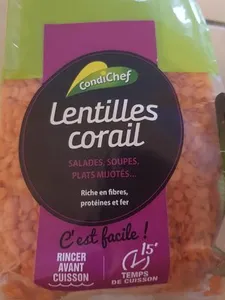 CondiChef
Lentilles
corail
SALADES, SOUPES,
PLATS MIJOTÉS...
Riche en fibres,
protéines et fer
C'est facile !
RINCER
AVANT
CUISSON
15'
TEMPS
DE CUISSON